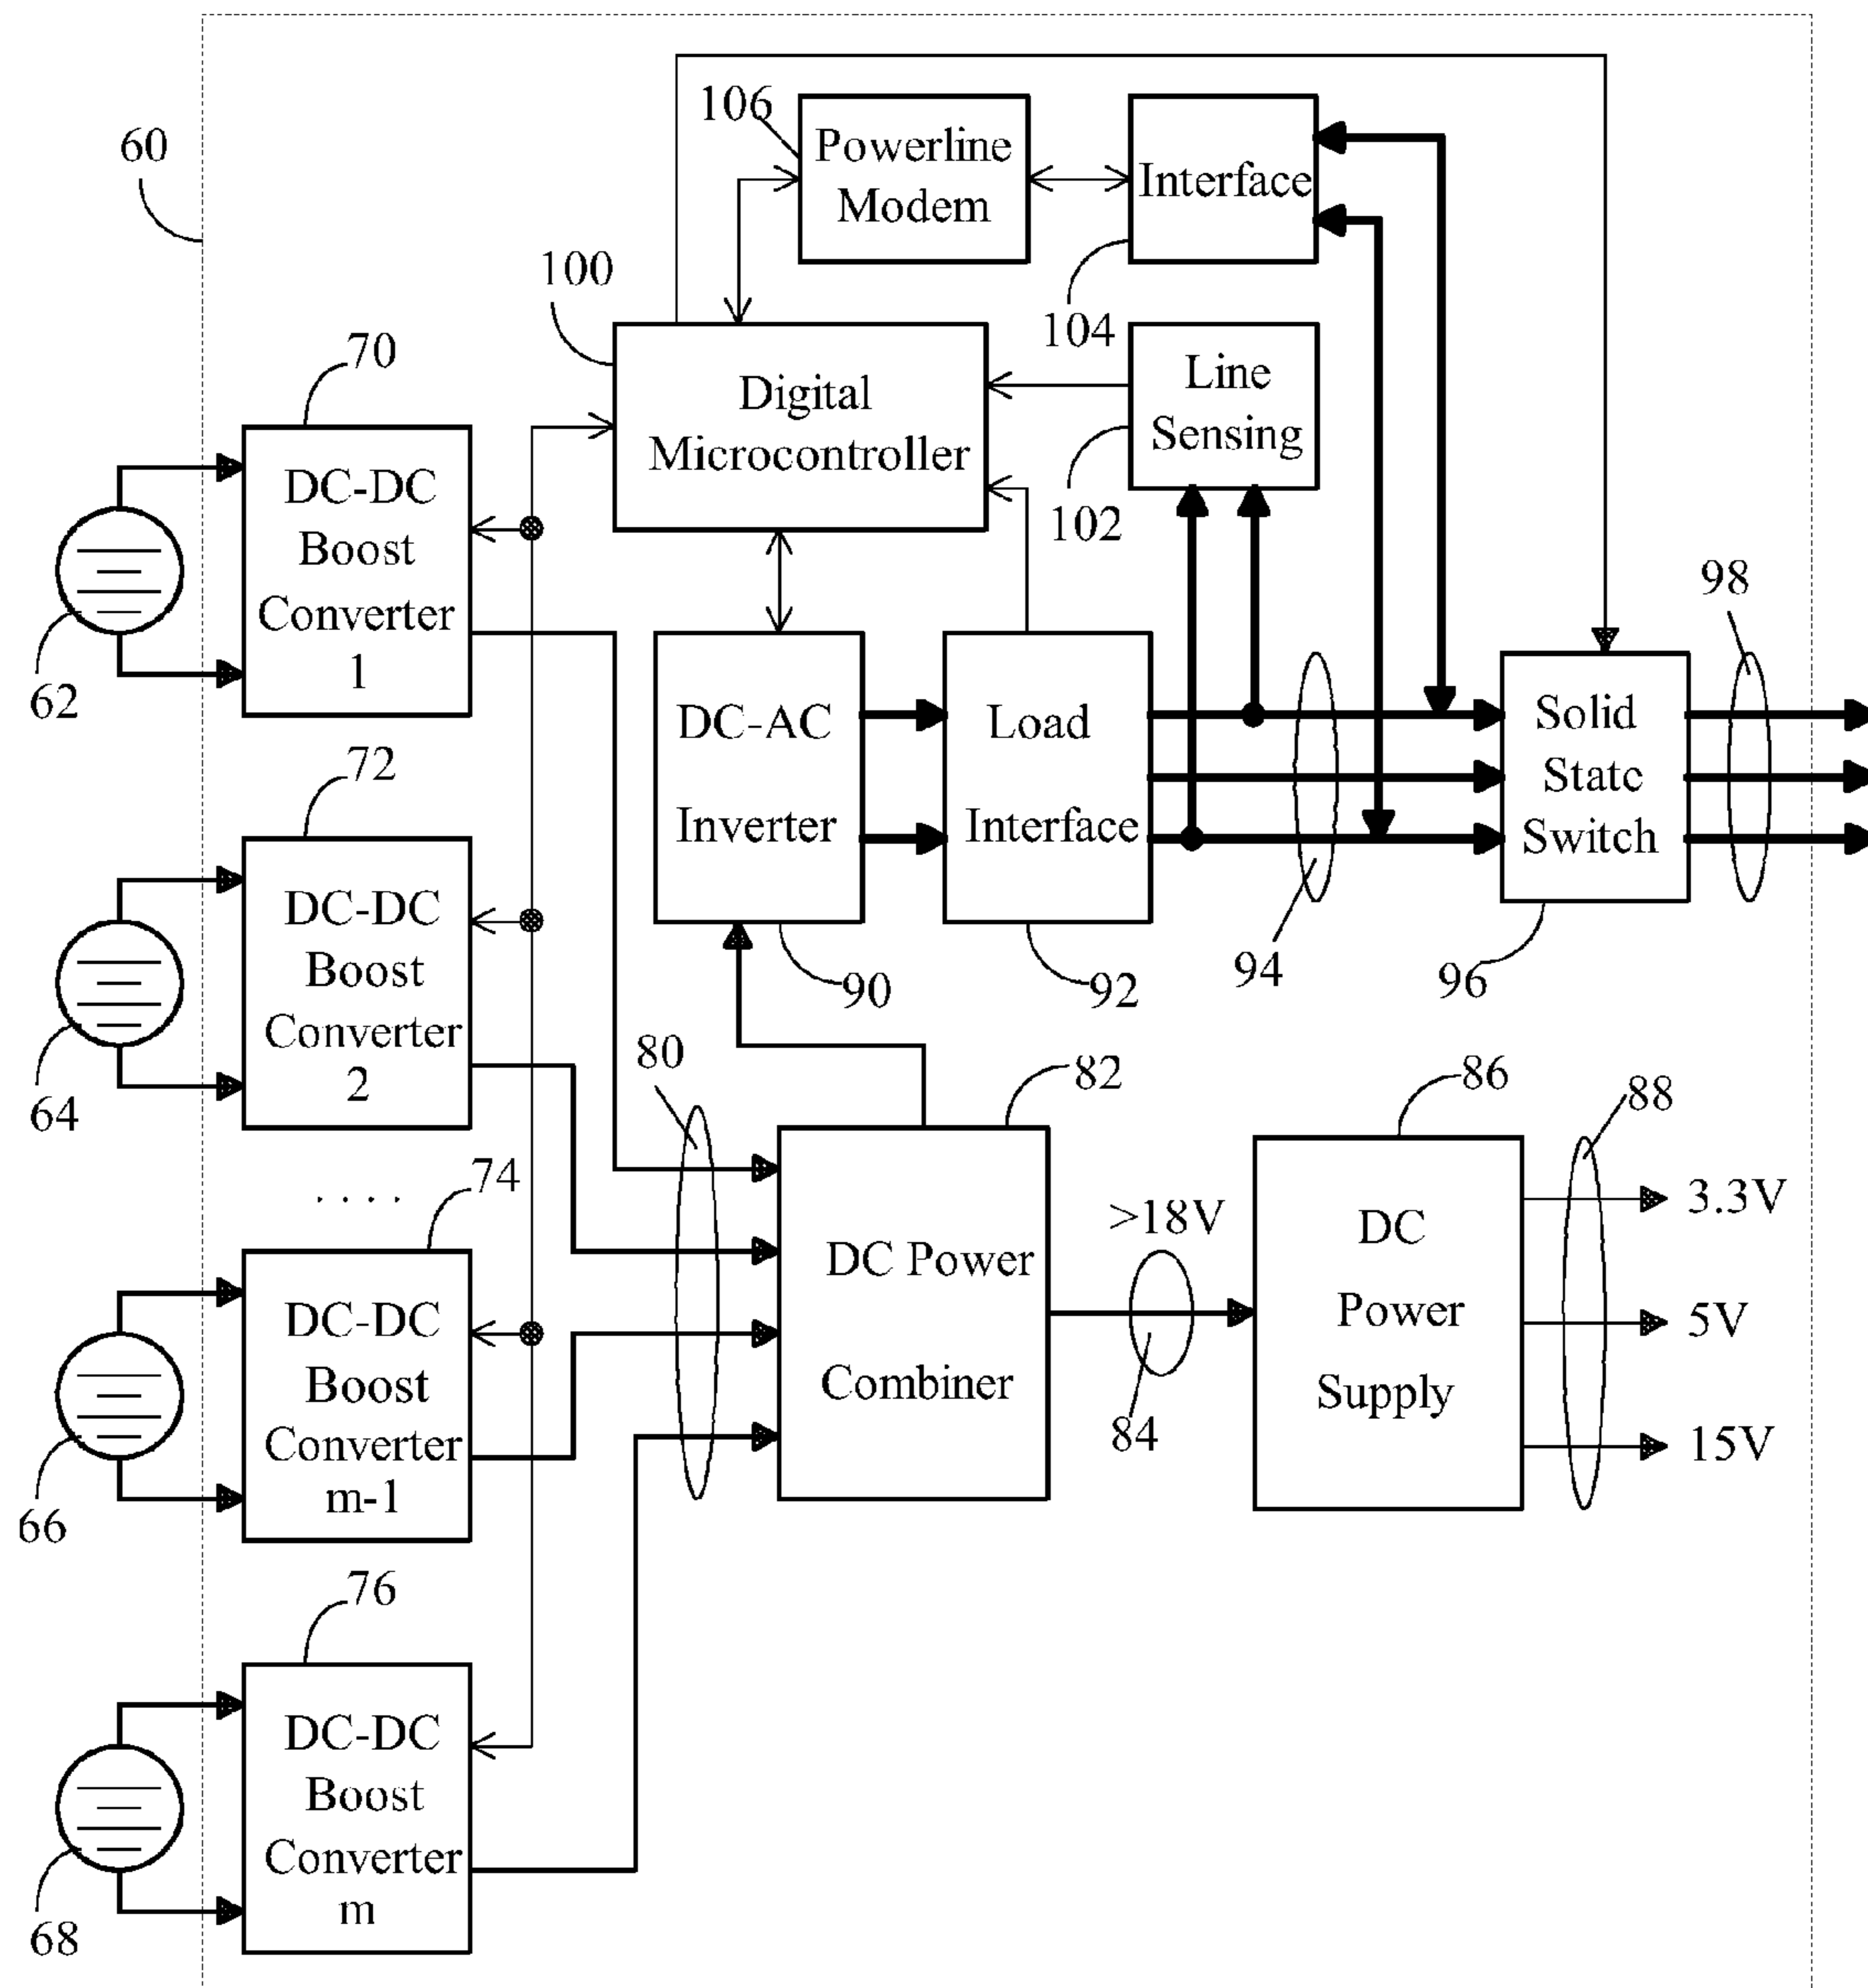 106
Powerline
Modem
Interface
60
100
104
70
Digital
Microcontroller
Line
Sensing
102
98
DC-DC
Boost
Converter
1
62
DC-AC
Inverter
Load
Interface
Solid
State
Switch
72
94
96
90
92
DC-DC
Boost
Converter
2
64
80
82
86
88
. . . .
74
>18V
3.3V
5V
15V
DC Power
Combiner
84
DC
Power
Supply
DC-DC
Boost
Converter
m-1
66
76
DC-DC
Boost
Converter
m
68